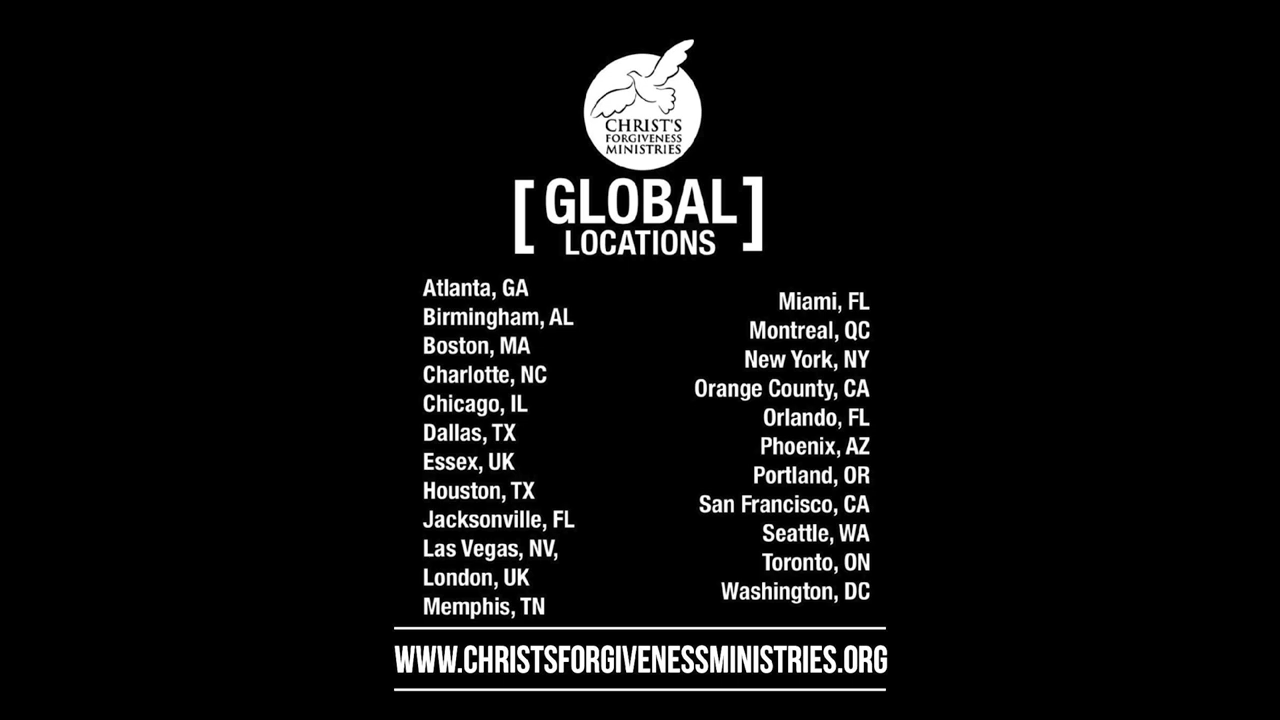 CHRIST'S
FORGIVENESS
MINISTRIES
[ GLOBAL ]
LOCATIONS
Atlanta, GA
Birmingham, AL
Boston, MA
Charlotte, NC
Chicago, IL
Dallas, TX
Essex, UK
Houston, TX
Jacksonville, FL
Las Vegas, NV,
London, UK
Memphis, TN
Miami, FL
Montreal, QC
New York, NY
Orange County, CA
Orlando, FL
Phoenix, AZ
Portland, OR
San Francisco, CA
Seattle, WA
Toronto, ON
Washington, DC
WWW.CHRISTSFORGIVENESSMINISTRIES.ORG